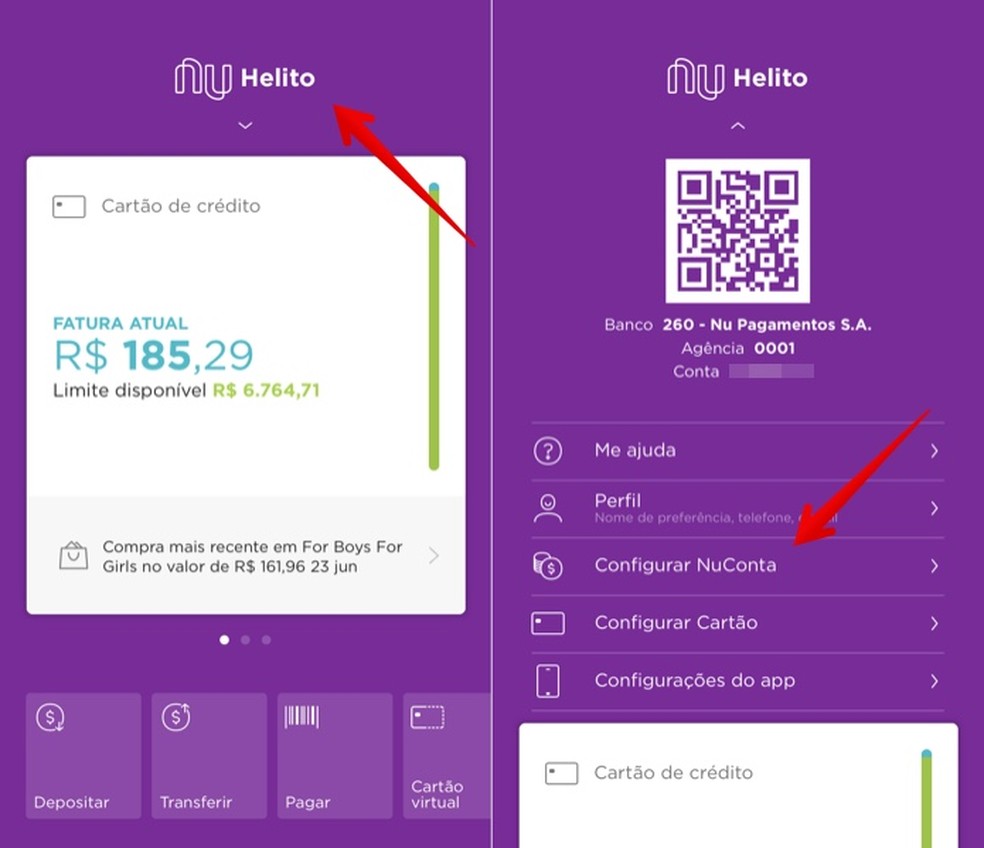 nu Helito
Cartão de crédito
FATURA ATUAL
R$ 185,29
Limite disponível R$ 6.764,71
Compra mais recente em For Boys For
Girls no valor de R$ 161,96 23 jun
Depositar
Transferir
Pagar
Cartão
virtual
nu Helito
Banco 260 - Nu Pagamentos S.A.
Agência 0001
Conta
Me ajuda
Perfil
Nome de preferência, telefone,
Configurar NuConta
Configurar Cartão
Configurações do app
Cartão de crédito